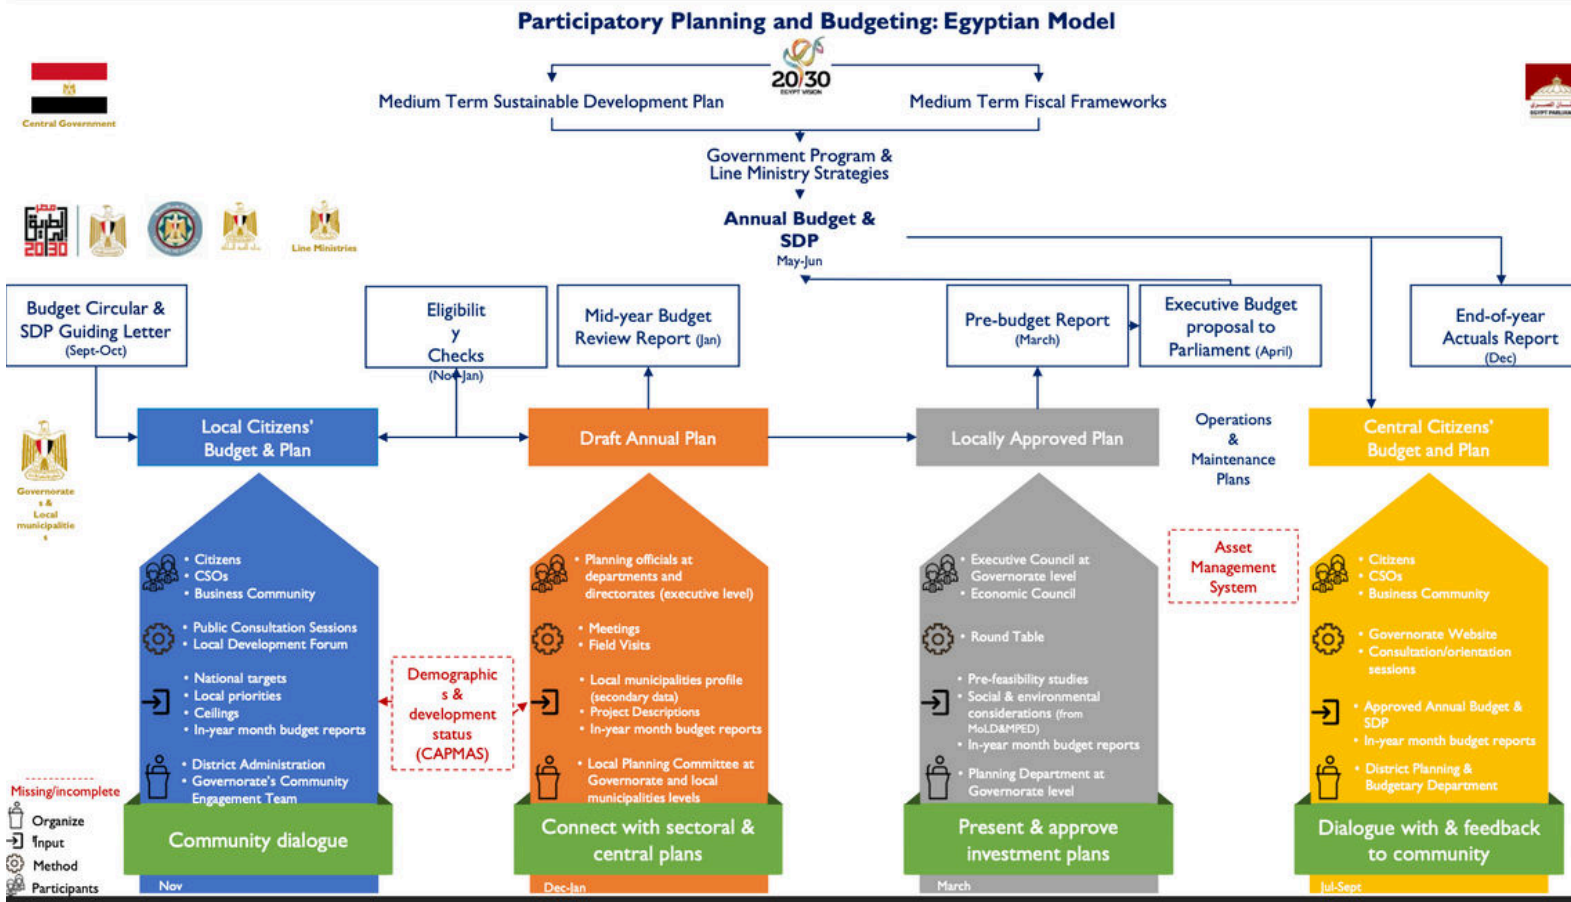 Participatory Planning and Budgeting: Egyptian Model
2030
EGYPT VISION
Medium Term Sustainable Development Plan
Medium Term Fiscal Frameworks
Central Government
EGYPT PARLIAM
Government Program &
Line Ministry Strategies
مصر
الطريق
2030
Line Ministries
Annual Budget &
SDP
May-Jun
Budget Circular &
SDP Guiding Letter
(Sept-Oct)
Eligibilit
y
Checks
(Nov-Jan)
Mid-year Budget
Review Report (Jan)
Pre-budget Report
(March)
Executive Budget
proposal to
Parliament (April)
End-of-year
Actuals Report
(Dec)
Governorate
s &
Local
municipalitie
s
Local Citizens'
Budget & Plan
Draft Annual Plan
Locally Approved Plan
Operations
&
Maintenance
Plans
Central Citizens'
Budget and Plan
• Citizens
• CSOs
• Business Community
• Public Consultation Sessions
• Local Development Forum
• National targets
• Local priorities
• Ceilings
• In-year month budget reports
• District Administration
• Governorate's Community
Engagement Team
Community dialogue
Nov
Demographic
s &
development
status
(CAPMAS)
• Planning officials at
departments and
directorates (executive level)
• Meetings
• Field Visits
• Local municipalities profile
(secondary data)
• Project Descriptions
• In-year month budget reports
• Local Planning Committee at
Governorate and local
municipalities levels
Connect with sectoral &
central plans
Dec-Jan
• Executive Council at
Governorate level
• Economic Council
• Round Table
• Pre-feasibility studies
• Social & environmental
considerations (from
MoLD&MPED)
• In-year month budget reports
• Planning Department at
Governorate level
Present & approve
investment plans
March
Asset
Management
System
• Citizens
• CSOs
• Business Community
• Governorate Website
• Consultation/orientation
sessions
• Approved Annual Budget &
SDP
• In-year month budget reports
• District Planning &
Budgetary Department
Dialogue with & feedback
to community
Jul-Sept
Missing/incomplete
Organize
Input
Method
Participants